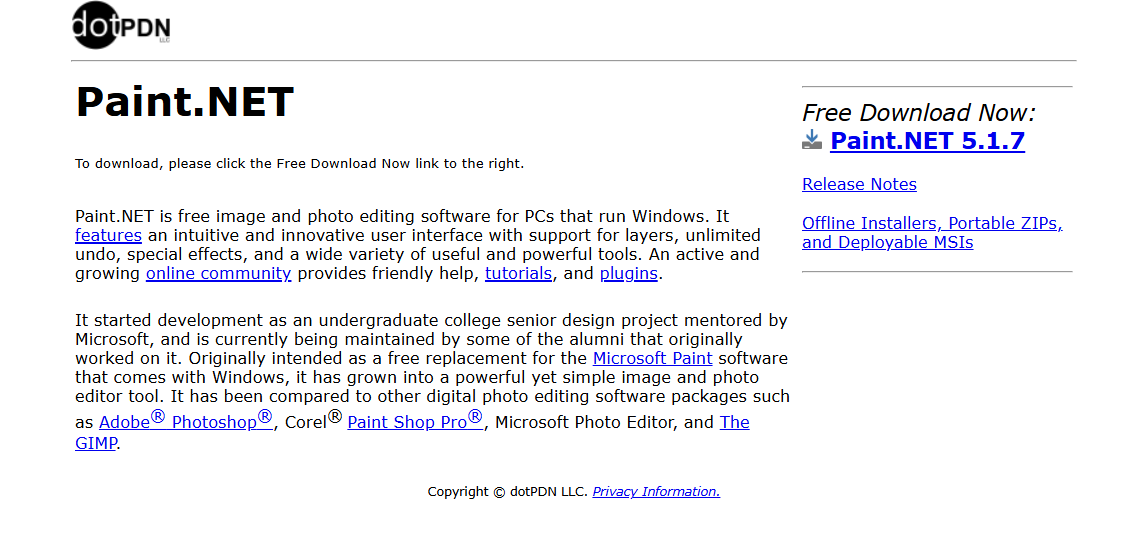 dotPDN
LLC
Paint.NET
To download, please click the Free Download Now link to the right.
Paint.NET is free image and photo editing software for PCs that run Windows. It
features an intuitive and innovative user interface with support for layers, unlimited
undo, special effects, and a wide variety of useful and powerful tools. An active and
growing online community provides friendly help, tutorials, and plugins.
It started development as an undergraduate college senior design project mentored by
Microsoft, and is currently being maintained by some of the alumni that originally
worked on it. Originally intended as a free replacement for the Microsoft Paint software
that comes with Windows, it has grown into a powerful yet simple image and photo
editor tool. It has been compared to other digital photo editing software packages such
as Adobe® Photoshop®, Corel® Paint Shop Pro®, Microsoft Photo Editor, and The
GIMP.
Free Download Now:
Paint.NET 5.1.7
Release Notes
Offline Installers, Portable ZIPs,
and Deployable MSIs
Copyright © dotPDN LLC. Privacy Information.